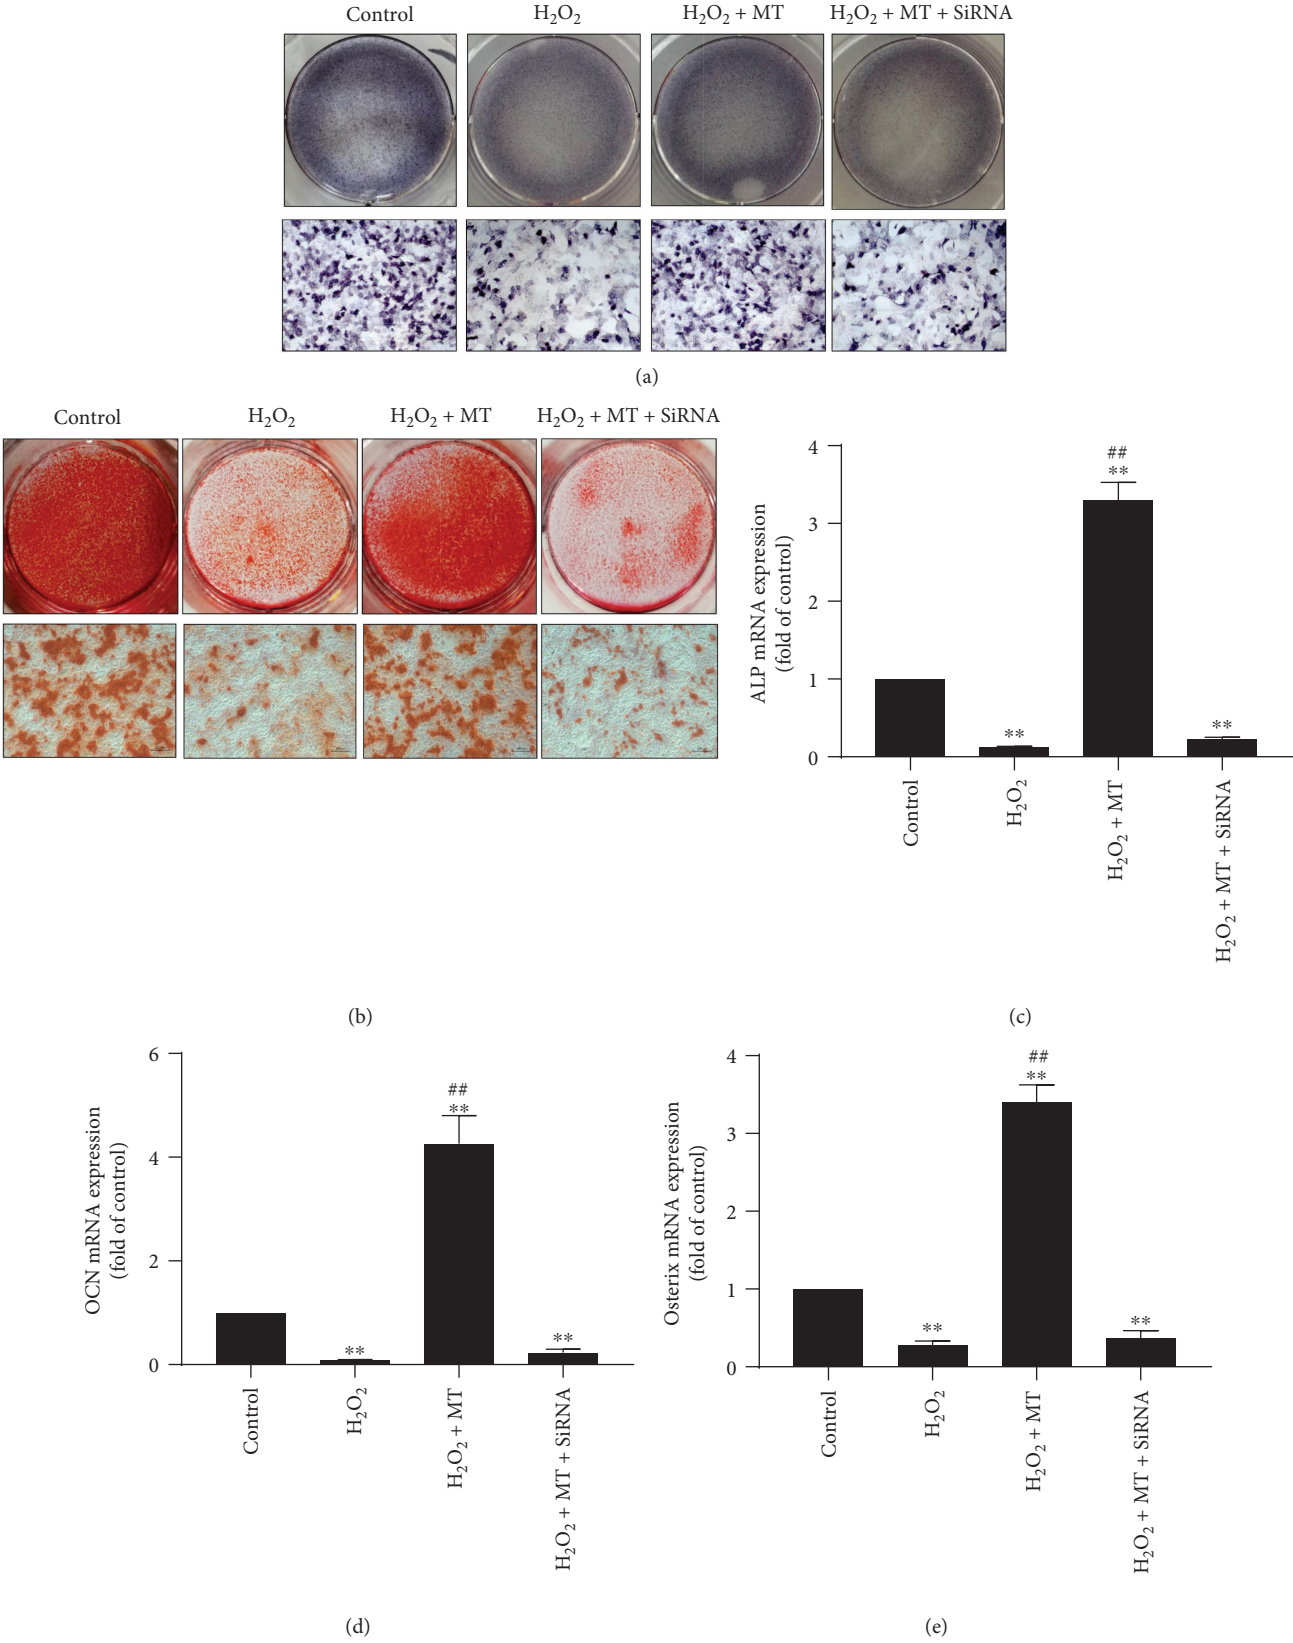 Control
H₂O₂
H₂O₂ + MT
H₂O₂ + MT + SiRNA
(a)
Control
H₂O₂
H₂O₂ + MT
H₂O₂ + MT + SiRNA
(b)
ALP mRNA expression
(fold of control)
4
3
2
1
0
**
##
**
**
Control
H₂O₂
H₂O₂ + MT
H₂O₂ + MT + SiRNA
(c)
OCN mRNA expression
(fold of control)
6
4
2
0
**
##
**
**
Control
H₂O₂
H₂O₂ + MT
H₂O₂ + MT + SiRNA
(d)
Osterix mRNA expression
(fold of control)
4
3
2
1
0
**
##
**
**
Control
H₂O₂
H₂O₂ + MT
H₂O₂ + MT + SiRNA
(e)